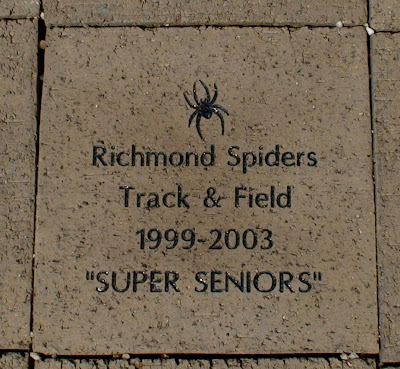 Richmond Spiders
Track & Field
1999-2003
"SUPER SENIORS"